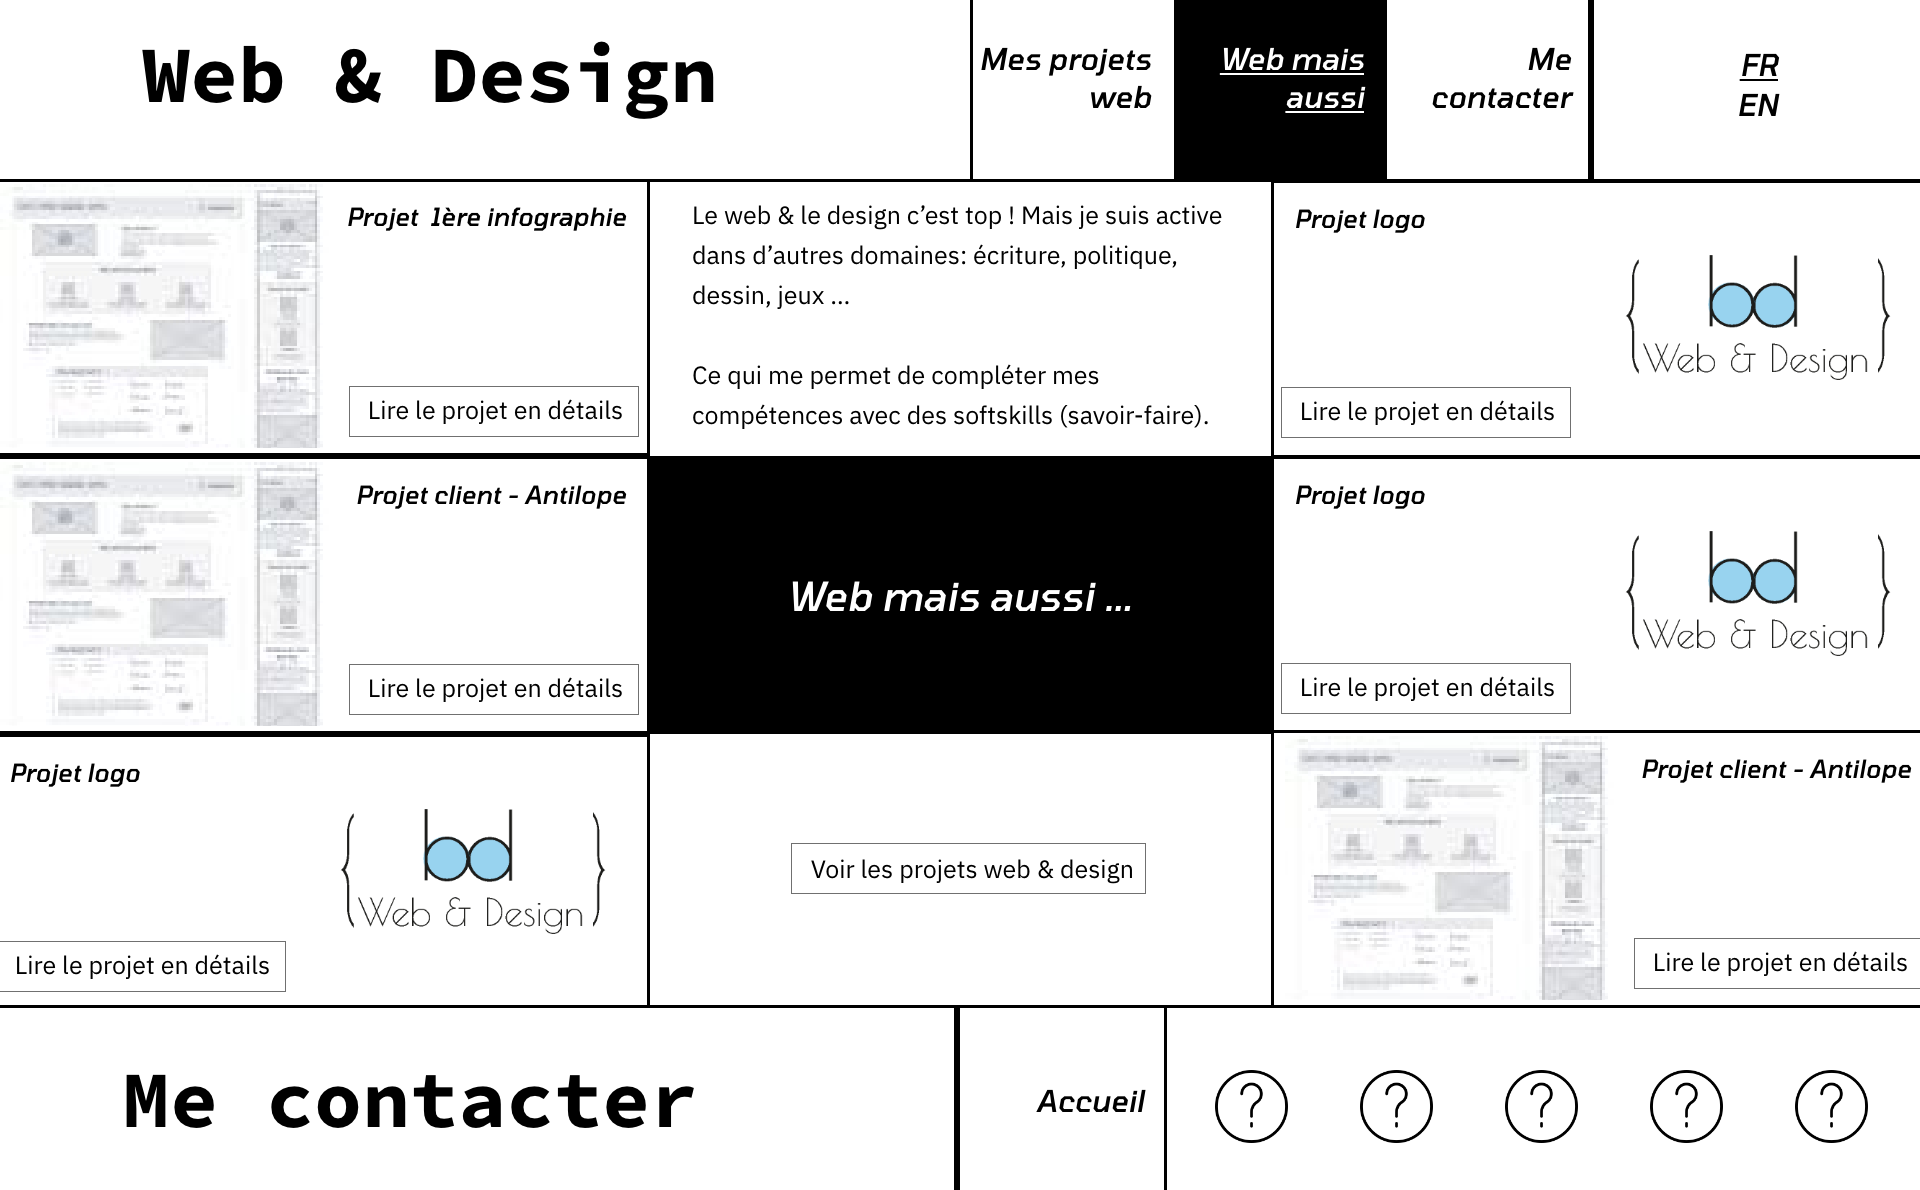 Web & Design
Mes projets
web
Web mais
aussi
Me
contacter
FR
EN
Projet  1ère infographie
Lire le projet en détails
Le web & le design c’est top ! Mais je suis active
dans d’autres domaines: écriture, politique,
dessin, jeux ...
Ce qui me permet de compléter mes
compétences avec des softskills (savoir-faire).
Projet logo
Web & Design
Lire le projet en détails
Projet client - Antilope
Lire le projet en détails
Web mais aussi ...
Projet logo
Web & Design
Lire le projet en détails
Projet logo
Web & Design
Lire le projet en détails
Voir les projets web & design
Projet client - Antilope
Lire le projet en détails
Me contacter
Accueil
? ? ? ? ?